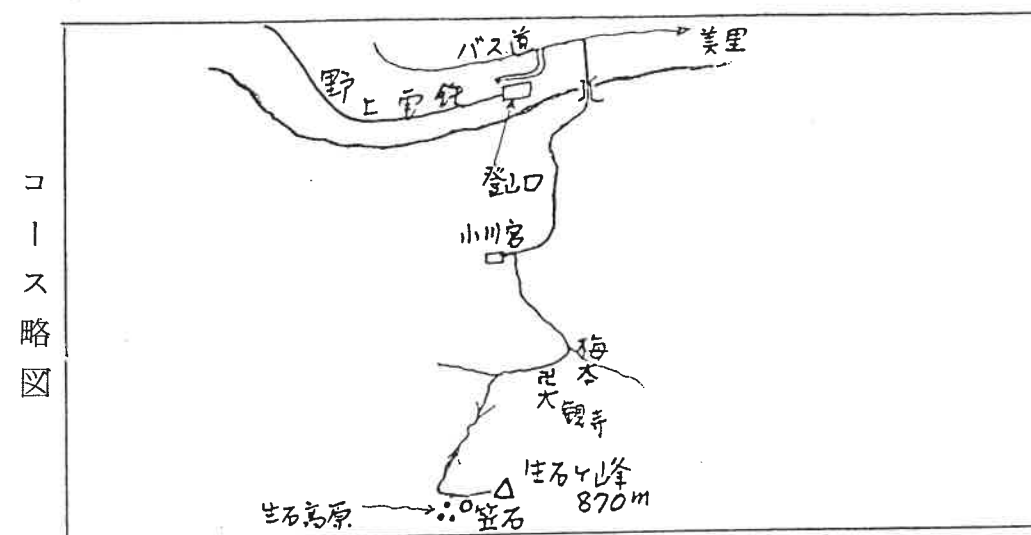 コース略図
バス道
美里
野上電鉄
登山口
小川宮
梅本
卍大観寺
生石ヶ峰
870m
笠石
生石高原